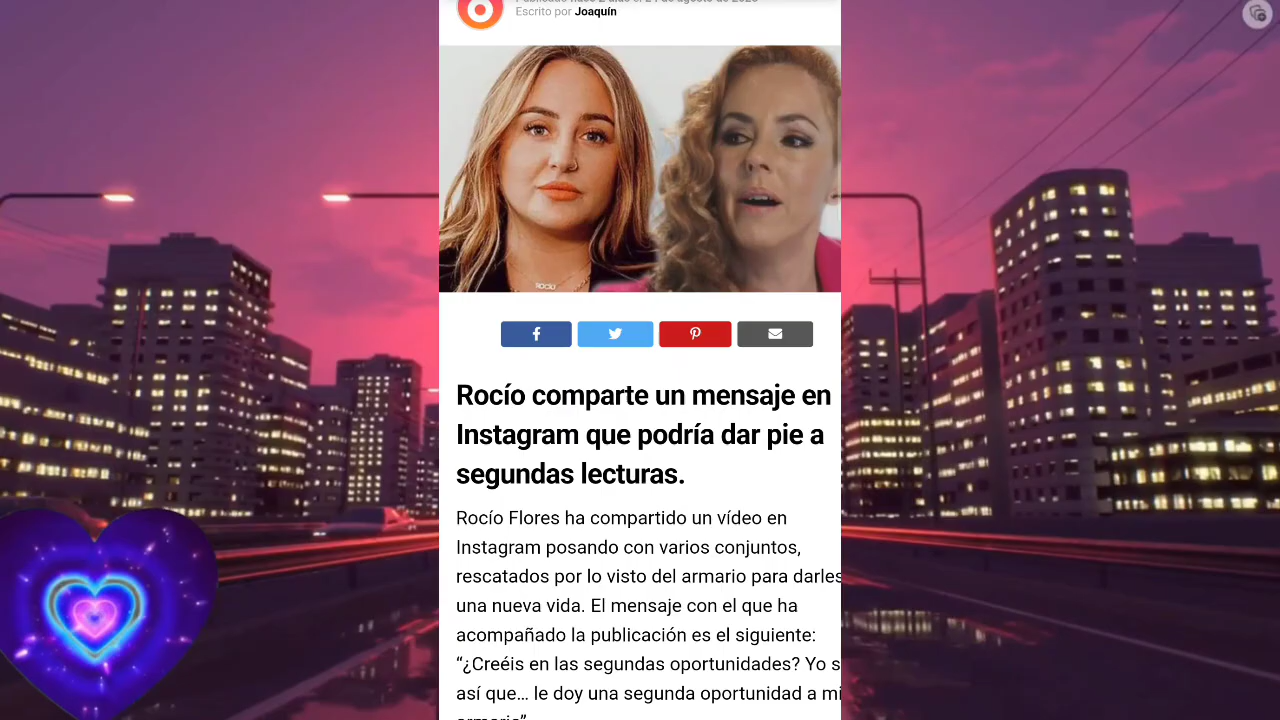 Escrito por Joaquín
Rocío comparte un mensaje en
Instagram que podría dar pie a
segundas lecturas.
Rocío Flores ha compartido un vídeo en
Instagram posando con varios conjuntos,
rescatados por lo visto del armario para darles
una nueva vida. El mensaje con el que ha
acompañado la publicación es el siguiente:
“¿Creéis en las segundas oportunidades? Yo s
así que... le doy una segunda oportunidad a mi